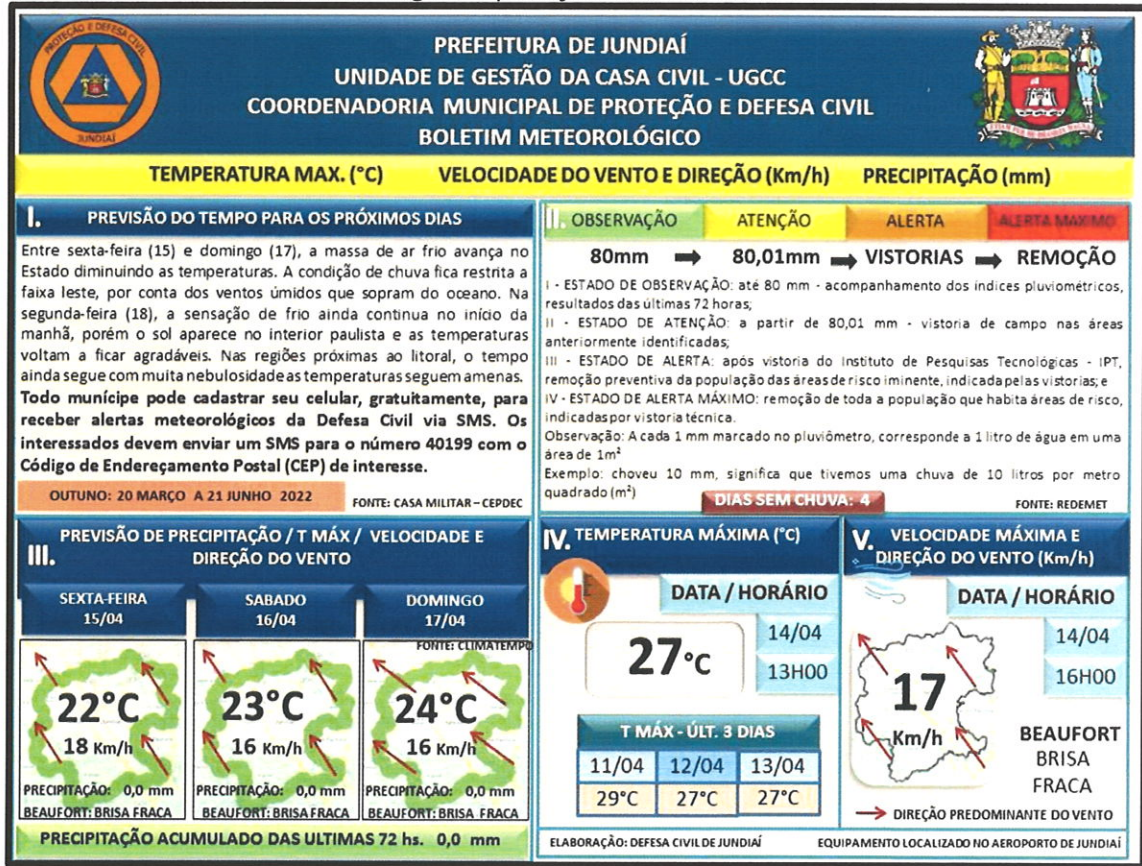 PROTEÇÃO E DEFESA CIVIL
JUNDIAÍ
PREFEITURA DE JUNDIAÍ
UNIDADE DE GESTÃO DA CASA CIVIL - UGCC
COORDENADORIA MUNICIPAL DE PROTEÇÃO E DEFESA CIVIL
BOLETIM METEOROLÓGICO
TEMPERATURA MAX. (°C) VELOCIDADE DO VENTO E DIREÇÃO (Km/h) PRECIPITAÇÃO (mm)
I. PREVISÃO DO TEMPO PARA OS PRÓXIMOS DIAS
Entre sexta-feira (15) e domingo (17), a massa de ar frio avança no
Estado diminuindo as temperaturas. A condição de chuva fica restrita a
faixa leste, por conta dos ventos úmidos que sopram do oceano. Na
segunda-feira (18), a sensação de frio ainda continua no início da
manhã, porém o sol aparece no interior paulista e as temperaturas
voltam a ficar agradáveis. Nas regiões próximas ao litoral, o tempo
ainda segue com muita nebulosidade as temperaturas seguem amenas.
Todo munícipe pode cadastrar seu celular, gratuitamente, para
receber alertas meteorológicos da Defesa Civil via SMS. Os
interessados devem enviar um SMS para o número 40199 com o
Código de Endereçamento Postal (CEP) de interesse.
OUTUNO: 20 MARÇO A 21 JUNHO 2022
FONTE: CASA MILITAR – CEPDEC
II. OBSERVAÇÃO ATENÇÃO ALERTA ALERTA MAXIMO
80mm → 80,01mm → VISTORIAS → REMOÇÃO
I - ESTADO DE OBSERVAÇÃO: até 80 mm - acompanhamento dos índices pluviométricos,
resultados das últimas 72 horas;
II - ESTADO DE ATENÇÃO: a partir de 80,01 mm - vistoria de campo nas áreas
anteriormente identificadas;
III - ESTADO DE ALERTA: após vistoria do Instituto de Pesquisas Tecnológicas - IPT,
remoção preventiva da população das áreas de risco iminente, indicada pelas vistorias; e
IV - ESTADO DE ALERTA MÁXIMO: remoção de toda a população que habita áreas de risco,
indicadas por vistoria técnica.
Observação: A cada 1 mm marcado no pluviômetro, corresponde a 1 litro de água em uma
área de 1m²
Exemplo: choveu 10 mm, significa que tivemos uma chuva de 10 litros por metro
quadrado (m²)
DIAS SEM CHUVA: 4
FONTE: REDEMET
III. PREVISÃO DE PRECIPITAÇÃO / T MÁX / VELOCIDADE E
DIREÇÃO DO VENTO
SEXTA-FEIRA
15/04
SABADO
16/04
DOMINGO
17/04
FONTE: CLIMATEMPO
22°C
18 Km/h
PRECIPITAÇÃO: 0,0 mm
BEAUFORT: BRISA FRACA
23°C
16 Km/h
PRECIPITAÇÃO: 0,0 mm
BEAUFORT: BRISA FRACA
24°C
16 Km/h
PRECIPITAÇÃO: 0,0 mm
BEAUFORT: BRISA FRACA
PRECIPITAÇÃO ACUMULADO DAS ULTIMAS 72 hs. 0,0 mm
IV. TEMPERATURA MÁXIMA (°C)
DATA / HORÁRIO
27°C
14/04
13H00
T MÁX - ÚLT. 3 DIAS
11/04 12/04 13/04
29°C 27°C 27°C
V. VELOCIDADE MÁXIMA E
DIREÇÃO DO VENTO (Km/h)
DATA / HORÁRIO
14/04
16H00
17
Km/h
BEAUFORT
BRISA
FRACA
→ DIREÇÃO PREDOMINANTE DO VENTO
ELABORAÇÃO: DEFESA CIVIL DE JUNDIAÍ
EQUIPAMENTO LOCALIZADO NO AEROPORTO DE JUNDIAÍ